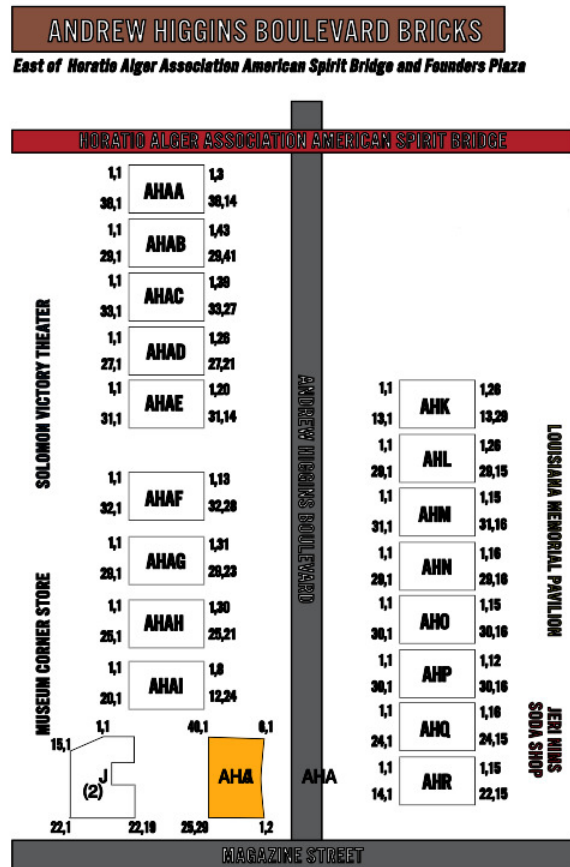 ANDREW HIGGINS BOULEVARD BRICKS
East of Horatio Alger Association American Spirit Bridge and Founders Plaza
HORATIO ALGER ASSOCIATION AMERICAN SPIRIT BRIDGE
1,1 1,3
AHAA
38,1 38,14
1,1 1,43
AHAB
29,1 29,41
1,1 1,39
AHAC
33,1 33,27
1,1 1,26
AHAD
27,1 27,21
1,1 1,20
AHAE
31,1 31,14
SOLOMON VICTORY THEATER
1,1 1,13
AHAF
32,1 32,28
1,1 1,31
AHAG
29,1 29,23
1,1 1,30
AHAH
25,1 25,21
1,1 1,8
AHAI
20,1 12,24
MUSEUM CORNER STORE
1,1
15,1
J
(2)
22,1 22,19
40,1 6,1
25,29 1,2
AHA
ANDREW HIGGINS BOULEVARD
1,1 1,26
AHK
13,1 13,29
1,1 1,26
AHL
29,1 29,15
1,1 1,15
AHM
31,1 31,16
1,1 1,16
AHN
29,1 29,16
1,1 1,15
AHO
30,1 30,16
1,1 1,12
AHP
30,1 30,16
1,1 1,16
AHQ
24,1 24,15
1,1 1,15
AHR
14,1 22,15
LOUISIANA MEMORIAL PAVILION
JERI NIMS
SODA SHOP
MAGAZINE STREET